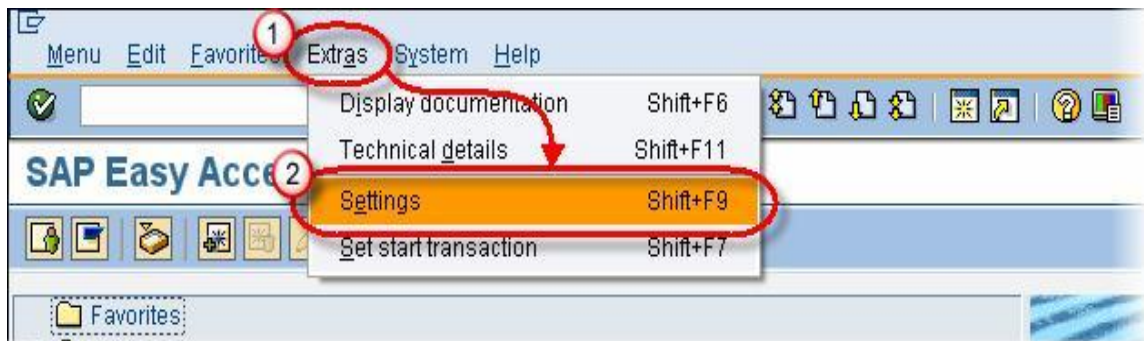 1
Menu Edit Favorites Extras System Help
Display documentation Shift+F6
Technical details Shift+F11
SAP Easy Acce 2
Settings Shift+F9
Set start transaction Shift+F7
Favorites